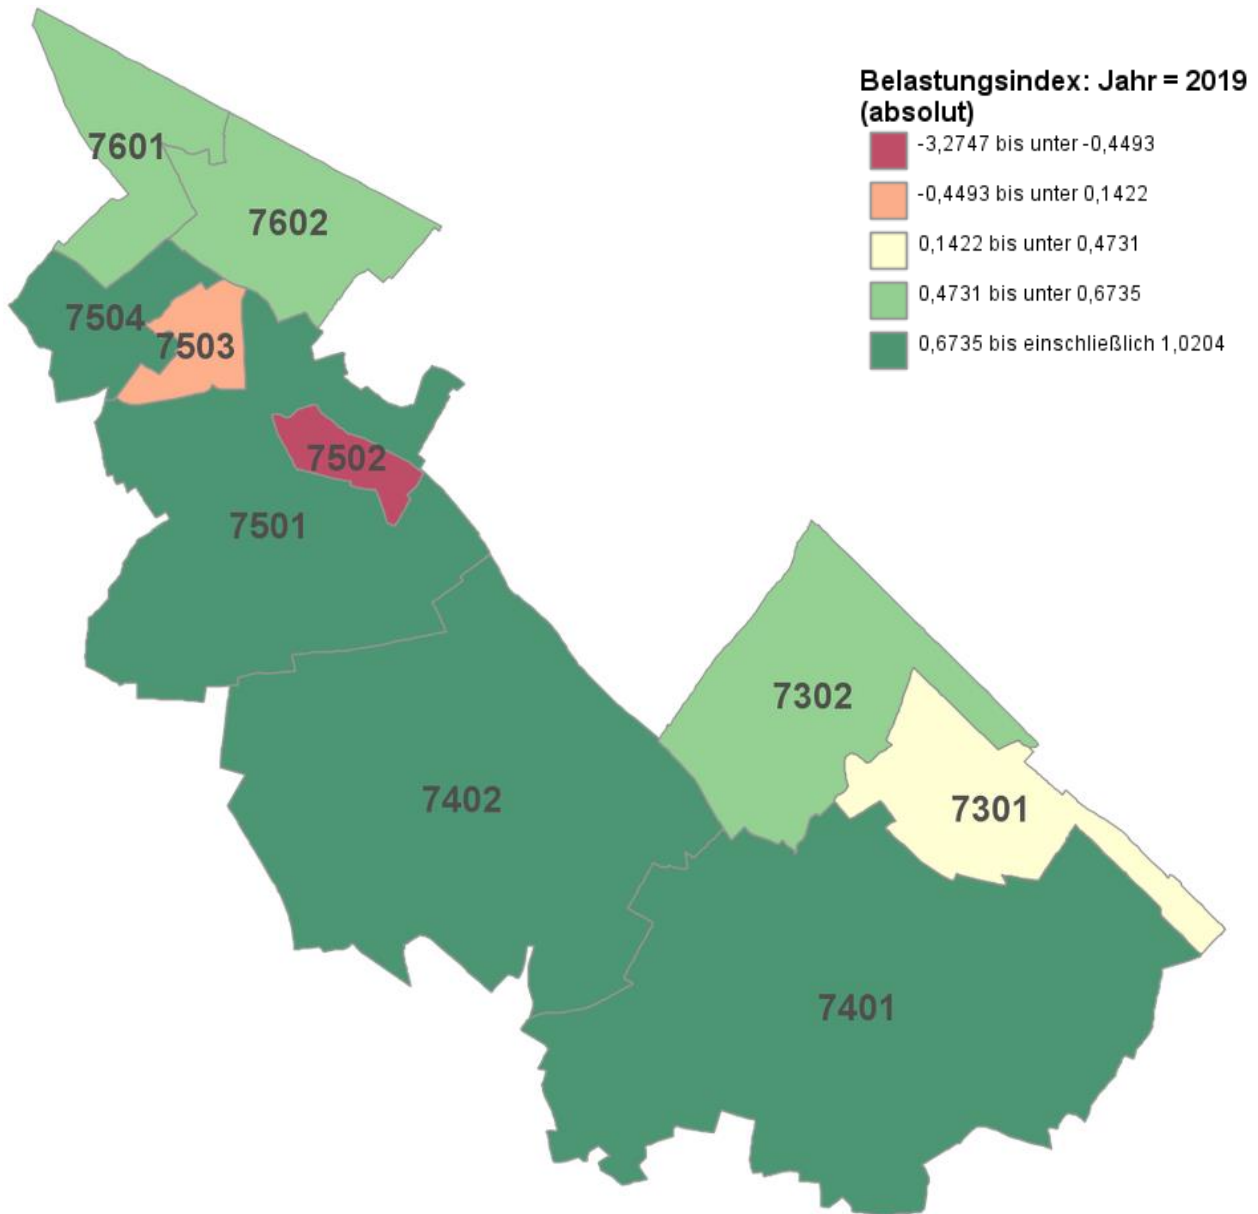 Belastungsindex: Jahr = 2019
(absolut)
-3,2747 bis unter -0,4493
-0,4493 bis unter 0,1422
0,1422 bis unter 0,4731
0,4731 bis unter 0,6735
0,6735 bis einschließlich 1,0204
7601
7602
7504
7503
7502
7501
7302
7402
7301
7401